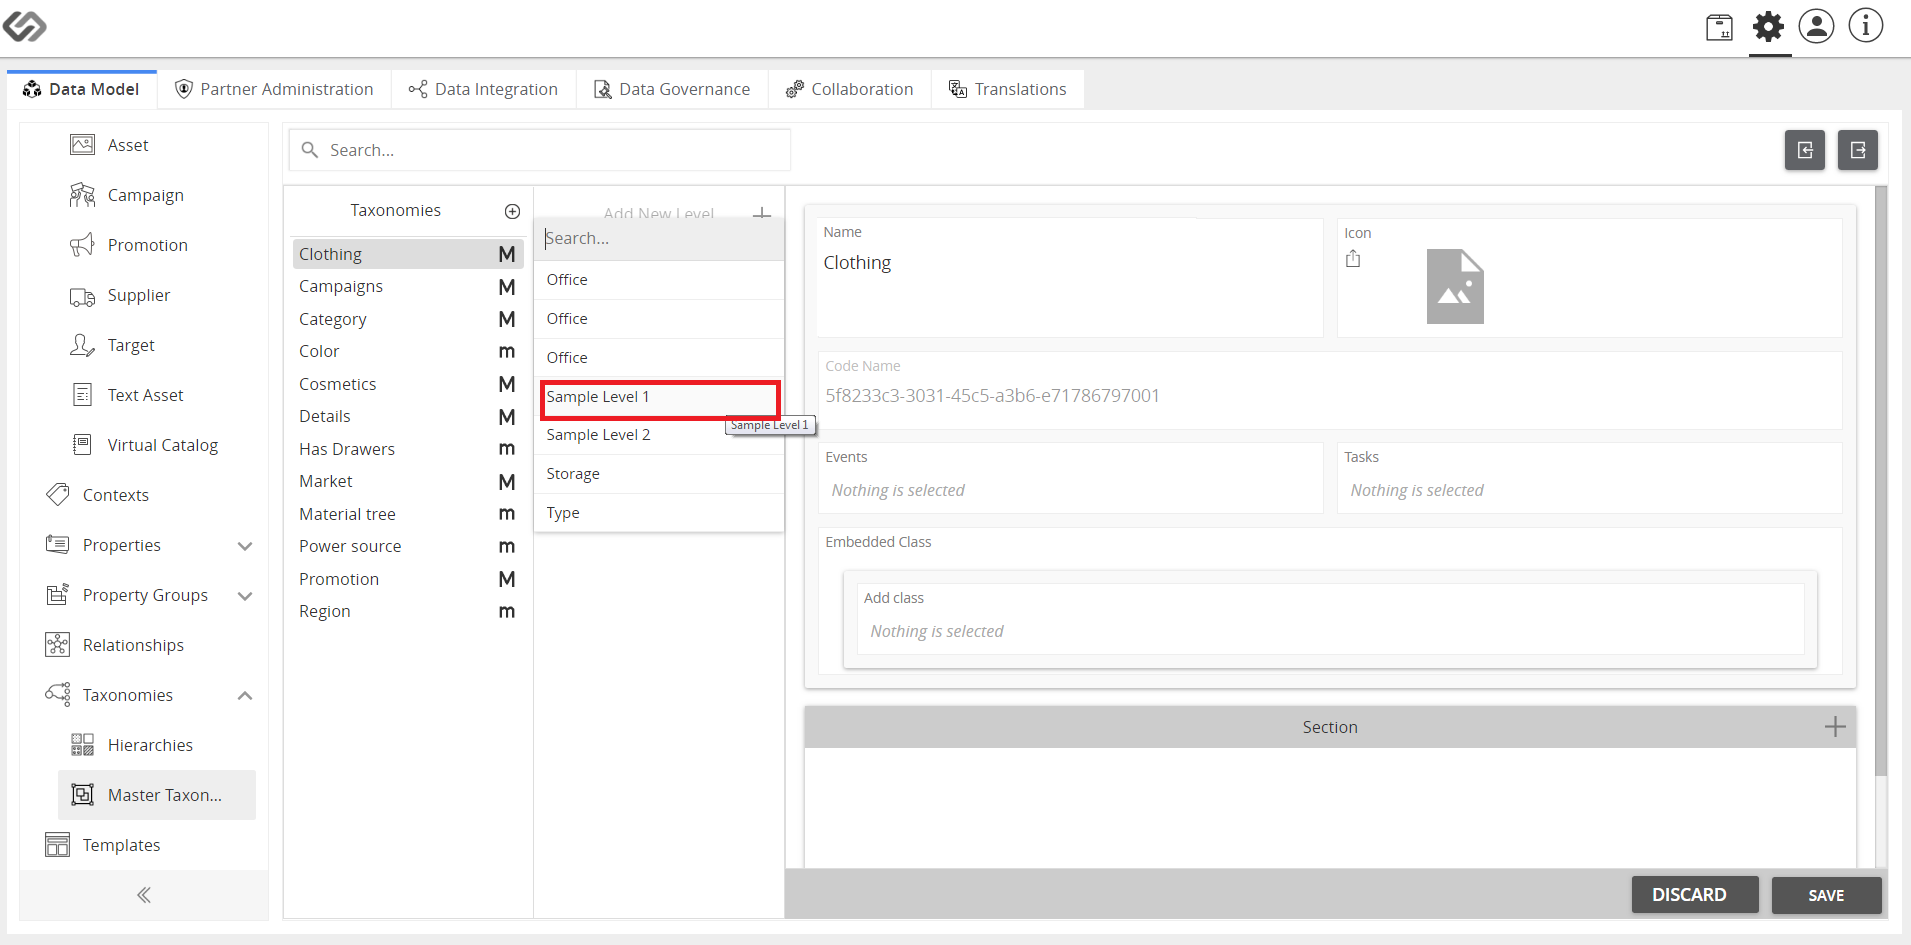 Data Model
Partner Administration
Data Integration
Data Governance
Collaboration
Translations
Asset
Campaign
Promotion
Supplier
Target
Text Asset
Virtual Catalog
Contexts
Properties
Property Groups
Relationships
Taxonomies
Hierarchies
Master Taxon...
Templates
Search...
Taxonomies
Clothing M
Campaigns M
Category M
Color m
Cosmetics M
Details M
Has Drawers m
Market M
Material tree m
Power source m
Promotion M
Region m
Add New Level
Search...
Office
Office
Office
Sample Level 1
Sample Level 1
Sample Level 2
Storage
Type
Name
Clothing
Icon
Code Name
5f8233c3-3031-45c5-a3b6-e71786797001
Events
Nothing is selected
Tasks
Nothing is selected
Embedded Class
Add class
Nothing is selected
Section
DISCARD
SAVE